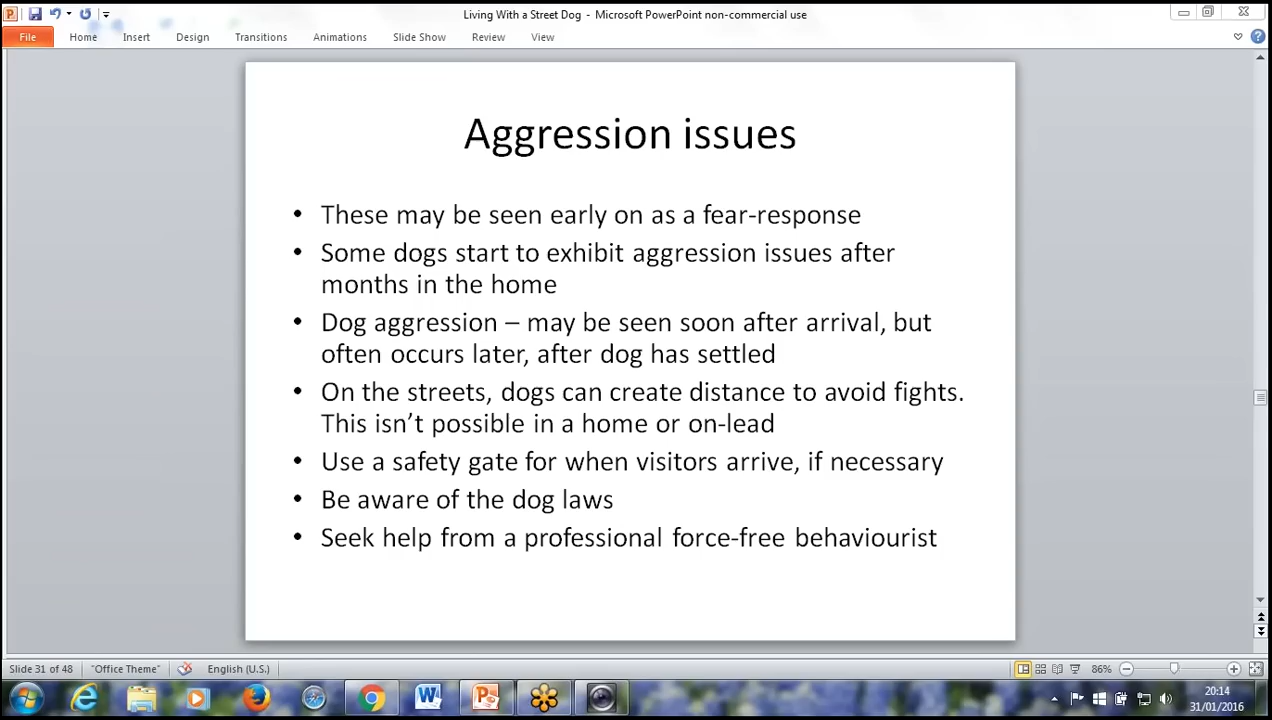 Living With a Street Dog - Microsoft PowerPoint non-commercial use
File Home Insert Design Transitions Animations Slide Show Review View
Aggression issues
• These may be seen early on as a fear-response
• Some dogs start to exhibit aggression issues after
months in the home
• Dog aggression – may be seen soon after arrival, but
often occurs later, after dog has settled
• On the streets, dogs can create distance to avoid fights.
This isn’t possible in a home or on-lead
• Use a safety gate for when visitors arrive, if necessary
• Be aware of the dog laws
• Seek help from a professional force-free behaviourist
Slide 31 of 48 "Office Theme" English (U.S.) 86%
20:14
31/01/2016